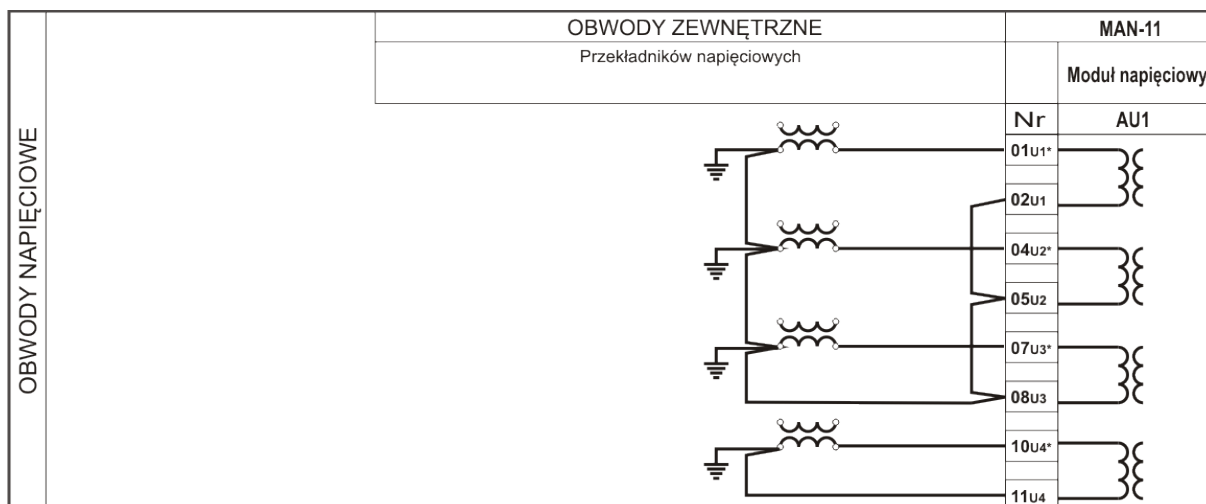 OBWODY ZEWNĘTRZNE
MAN-11
Przekładników napięciowych
Moduł napięciowy
Nr
AU1
OBWODY NAPIĘCIOWE
01U1*
02U1
04U2*
05U2
07U3*
08U3
10U4*
11U4